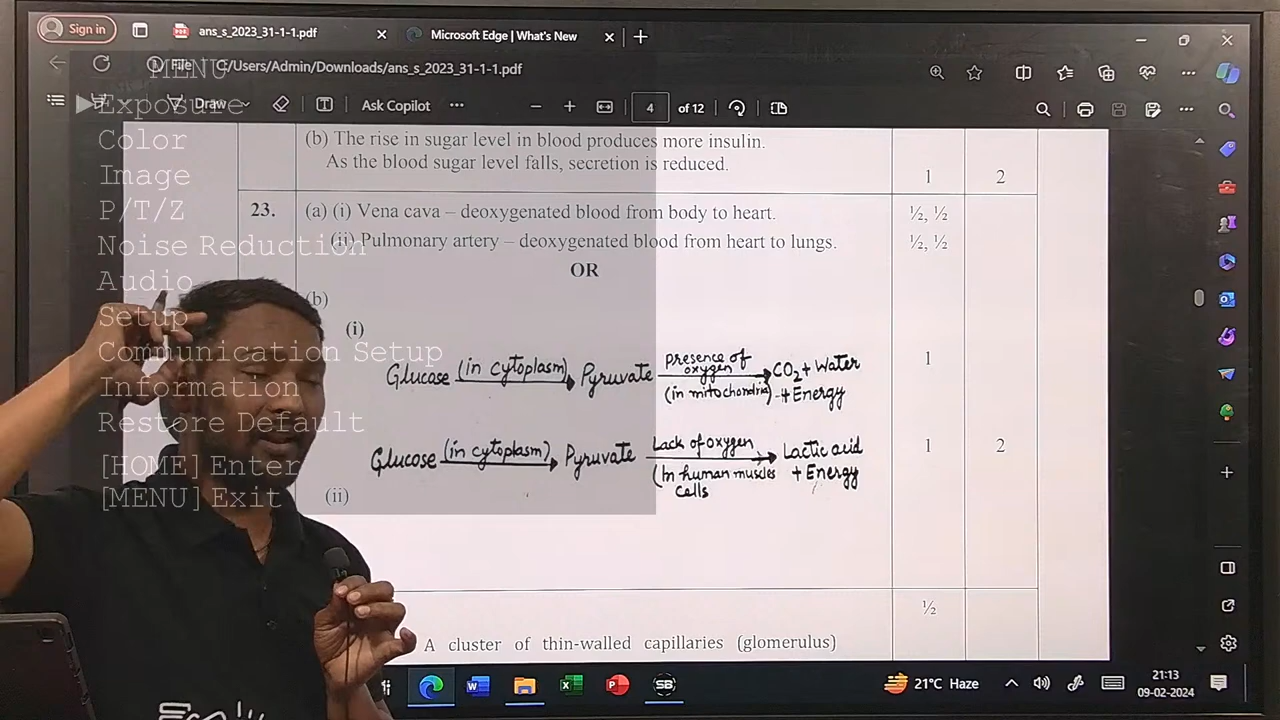 Sign in
ans_s_2023_31-1-1.pdf
Microsoft Edge | What's New
File
C:/Users/Admin/Downloads/ans_s_2023_31-1-1.pdf
Draw
Ask Copilot
4 of 12
MENU
Exposure
Color
Image
P/T/Z
Noise Reduction
Audio
Setup
Communication Setup
Information
Restore Default
[HOME] Enter
[MENU] Exit
(b) The rise in sugar level in blood produces more insulin.
As the blood sugar level falls, secretion is reduced.
1 2
23. (a) (i) Vena cava – deoxygenated blood from body to heart. ½, ½
(ii) Pulmonary artery – deoxygenated blood from heart to lungs. ½, ½
OR
(b)
(i)
Glucose (in cytoplasm) Pyruvate presence of oxygen (in mitochondria) CO2 + Water + Energy 1
Glucose (in cytoplasm) Pyruvate Lack of oxygen (In human muscles cells Lactic acid + Energy 1 2
(ii)
½
A cluster of thin-walled capillaries (glomerulus)
21°C Haze
21:13
09-02-2024